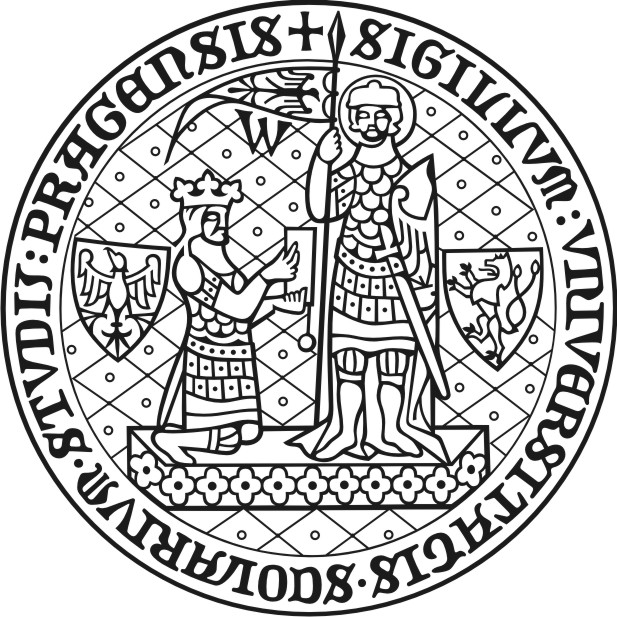 ✝ SIGILLVM : VNIVERSITATIS · SCOLARIVM · STVDII : PRAGENSIS
W